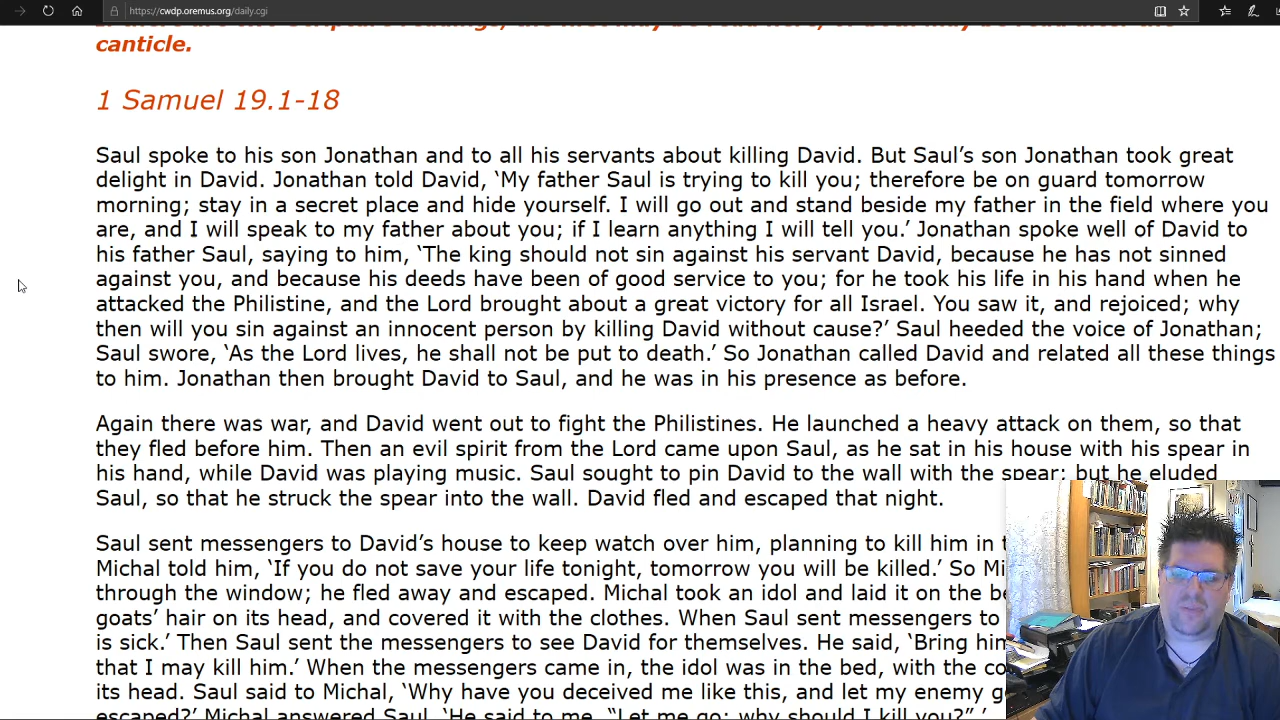 https://cwdp.oremus.org/daily.cgi
canticle.
1 Samuel 19.1-18
Saul spoke to his son Jonathan and to all his servants about killing David. But Saul’s son Jonathan took great
delight in David. Jonathan told David, ‘My father Saul is trying to kill you; therefore be on guard tomorrow
morning; stay in a secret place and hide yourself. I will go out and stand beside my father in the field where you
are, and I will speak to my father about you; if I learn anything I will tell you.’ Jonathan spoke well of David to
his father Saul, saying to him, ‘The king should not sin against his servant David, because he has not sinned
against you, and because his deeds have been of good service to you; for he took his life in his hand when he
attacked the Philistine, and the Lord brought about a great victory for all Israel. You saw it, and rejoiced; why
then will you sin against an innocent person by killing David without cause?’ Saul heeded the voice of Jonathan;
Saul swore, ‘As the Lord lives, he shall not be put to death.’ So Jonathan called David and related all these things
to him. Jonathan then brought David to Saul, and he was in his presence as before.
Again there was war, and David went out to fight the Philistines. He launched a heavy attack on them, so that
they fled before him. Then an evil spirit from the Lord came upon Saul, as he sat in his house with his spear in
his hand, while David was playing music. Saul sought to pin David to the wall with the spear; but he eluded
Saul, so that he struck the spear into the wall. David fled and escaped that night.
Saul sent messengers to David’s house to keep watch over him, planning to kill him in
Michal told him, ‘If you do not save your life tonight, tomorrow you will be killed.’ So
through the window; he fled away and escaped. Michal took an idol and laid it on the
goats’ hair on its head, and covered it with the clothes. When Saul sent messengers to
is sick.’ Then Saul sent the messengers to see David for themselves. He said, ‘Bring
that I may kill him.’ When the messengers came in, the idol was in the bed, with the
its head. Saul said to Michal, ‘Why have you deceived me like this, and let my enemy
escaped?’ Michal answered Saul, ‘He said to me, “Let me go; why should I kill you?” ’